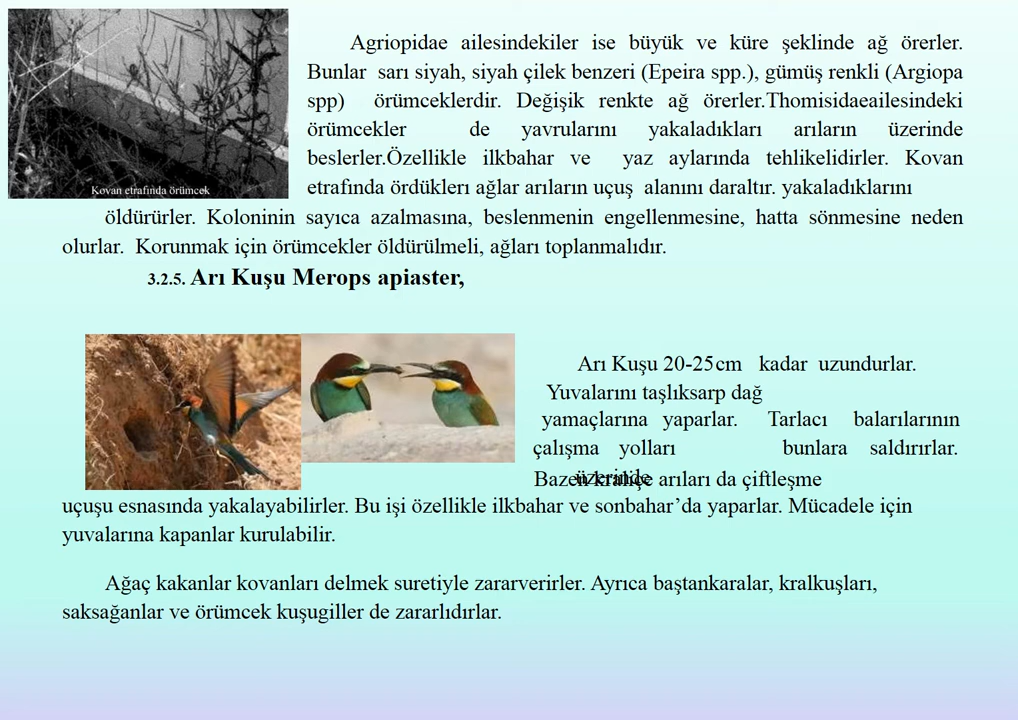 Agriopidae ailesindekiler ise büyük ve küre şeklinde ağ örerler.
Bunlar sarı siyah, siyah çilek benzeri (Epeira spp.), gümüş renkli (Argiopa
spp) örümceklerdir. Değişik renkte ağ örerler.Thomisidaeailesindeki
örümcekler de yavrularını yakaladıkları arıların üzerinde
beslerler.Özellikle ilkbahar ve yaz aylarında tehlikelidirler. Kovan
etrafında ördüklerı ağlar arıların uçuş alanını daraltır. yakaladıklarını
Kovan etrafında örümcek
öldürürler. Koloninin sayıca azalmasına, beslenmenin engellenmesine, hatta sönmesine neden
olurlar. Korunmak için örümcekler öldürülmeli, ağları toplanmalıdır.
3.2.5. Arı Kuşu Merops apiaster,
Arı Kuşu 20-25cm kadar uzundurlar.
Yuvalarını taşlıksarp dağ
yamaçlarına yaparlar. Tarlacı balarılarının
çalışma yolları bunlara saldırırlar.
üzerinde
Bazen kraliçe arıları da çiftleşme
uçuşu esnasında yakalayabilirler. Bu işi özellikle ilkbahar ve sonbahar’da yaparlar. Mücadele için
yuvalarına kapanlar kurulabilir.
Ağaç kakanlar kovanları delmek suretiyle zararverirler. Ayrıca baştankaralar, kralkuşları,
saksağanlar ve örümcek kuşugiller de zararlıdırlar.